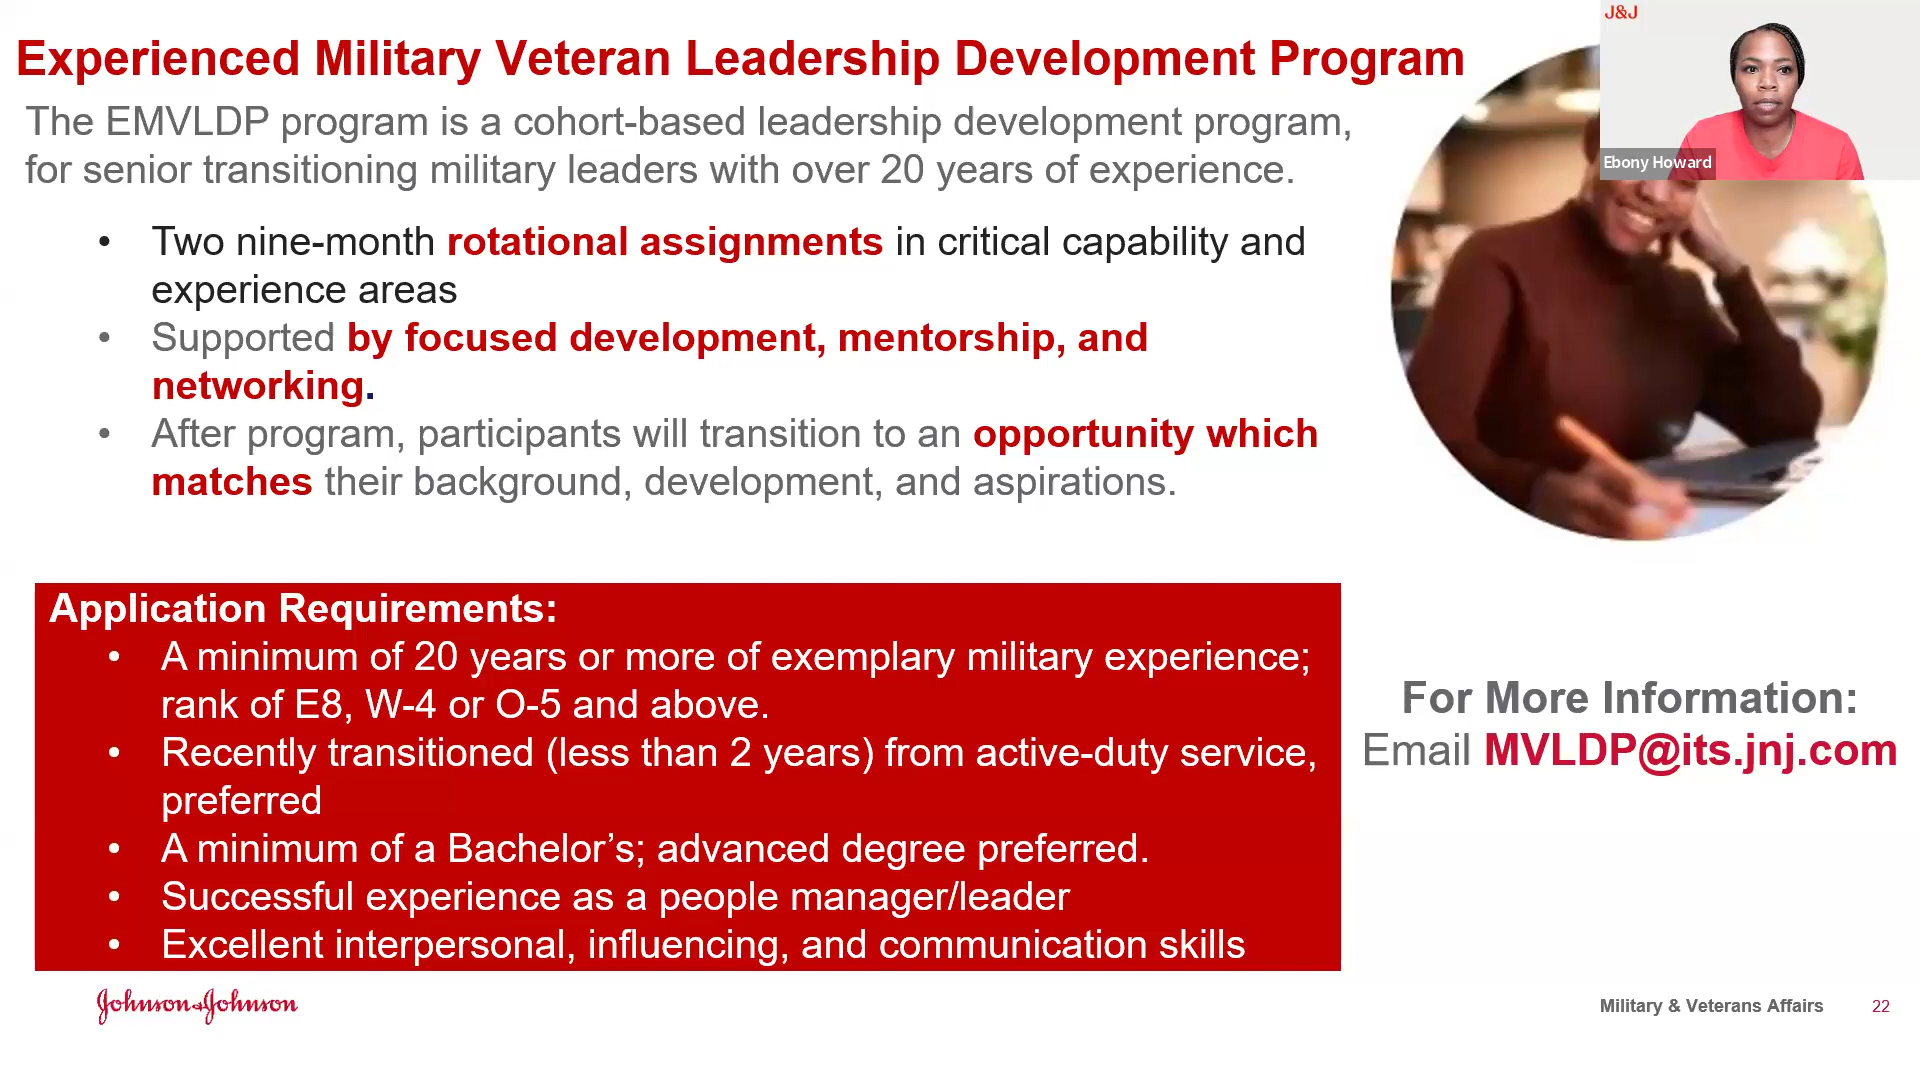 J&J
Experienced Military Veteran Leadership Development Program
The EMVLDP program is a cohort-based leadership development program,
for senior transitioning military leaders with over 20 years of experience.
Ebony Howard
• Two nine-month rotational assignments in critical capability and
experience areas
• Supported by focused development, mentorship, and
networking.
• After program, participants will transition to an opportunity which
matches their background, development, and aspirations.
Application Requirements:
• A minimum of 20 years or more of exemplary military experience;
rank of E8, W-4 or O-5 and above.
• Recently transitioned (less than 2 years) from active-duty service,
preferred
• A minimum of a Bachelor’s; advanced degree preferred.
• Successful experience as a people manager/leader
• Excellent interpersonal, influencing, and communication skills
For More Information:
Email MVLDP@its.jnj.com
Johnson&Johnson
Military & Veterans Affairs 22